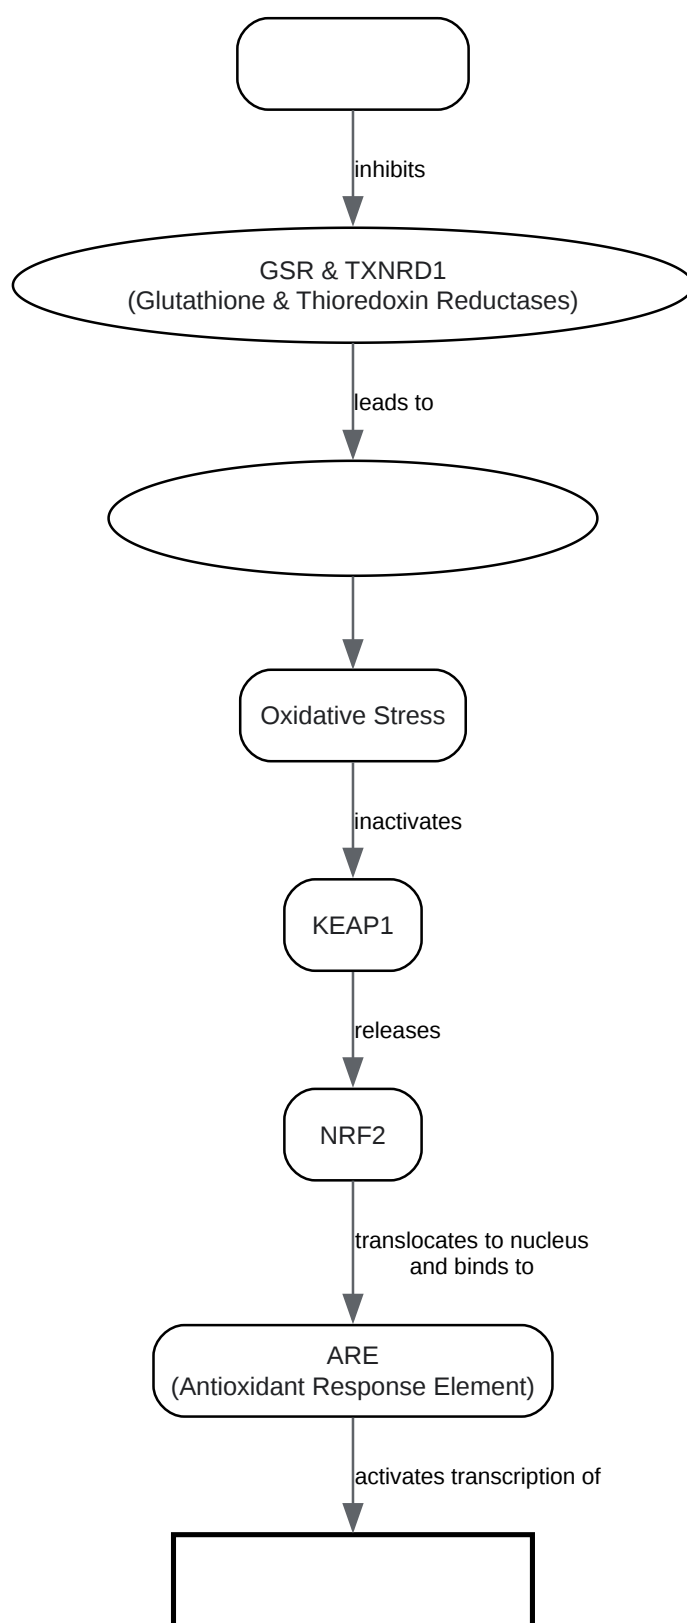 inhibits
GSR & TXNRD1
(Glutathione & Thioredoxin Reductases)
leads to
Oxidative Stress
inactivates
KEAP1
releases
NRF2
translocates to nucleus
and binds to
ARE
(Antioxidant Response Element)
activates transcription of